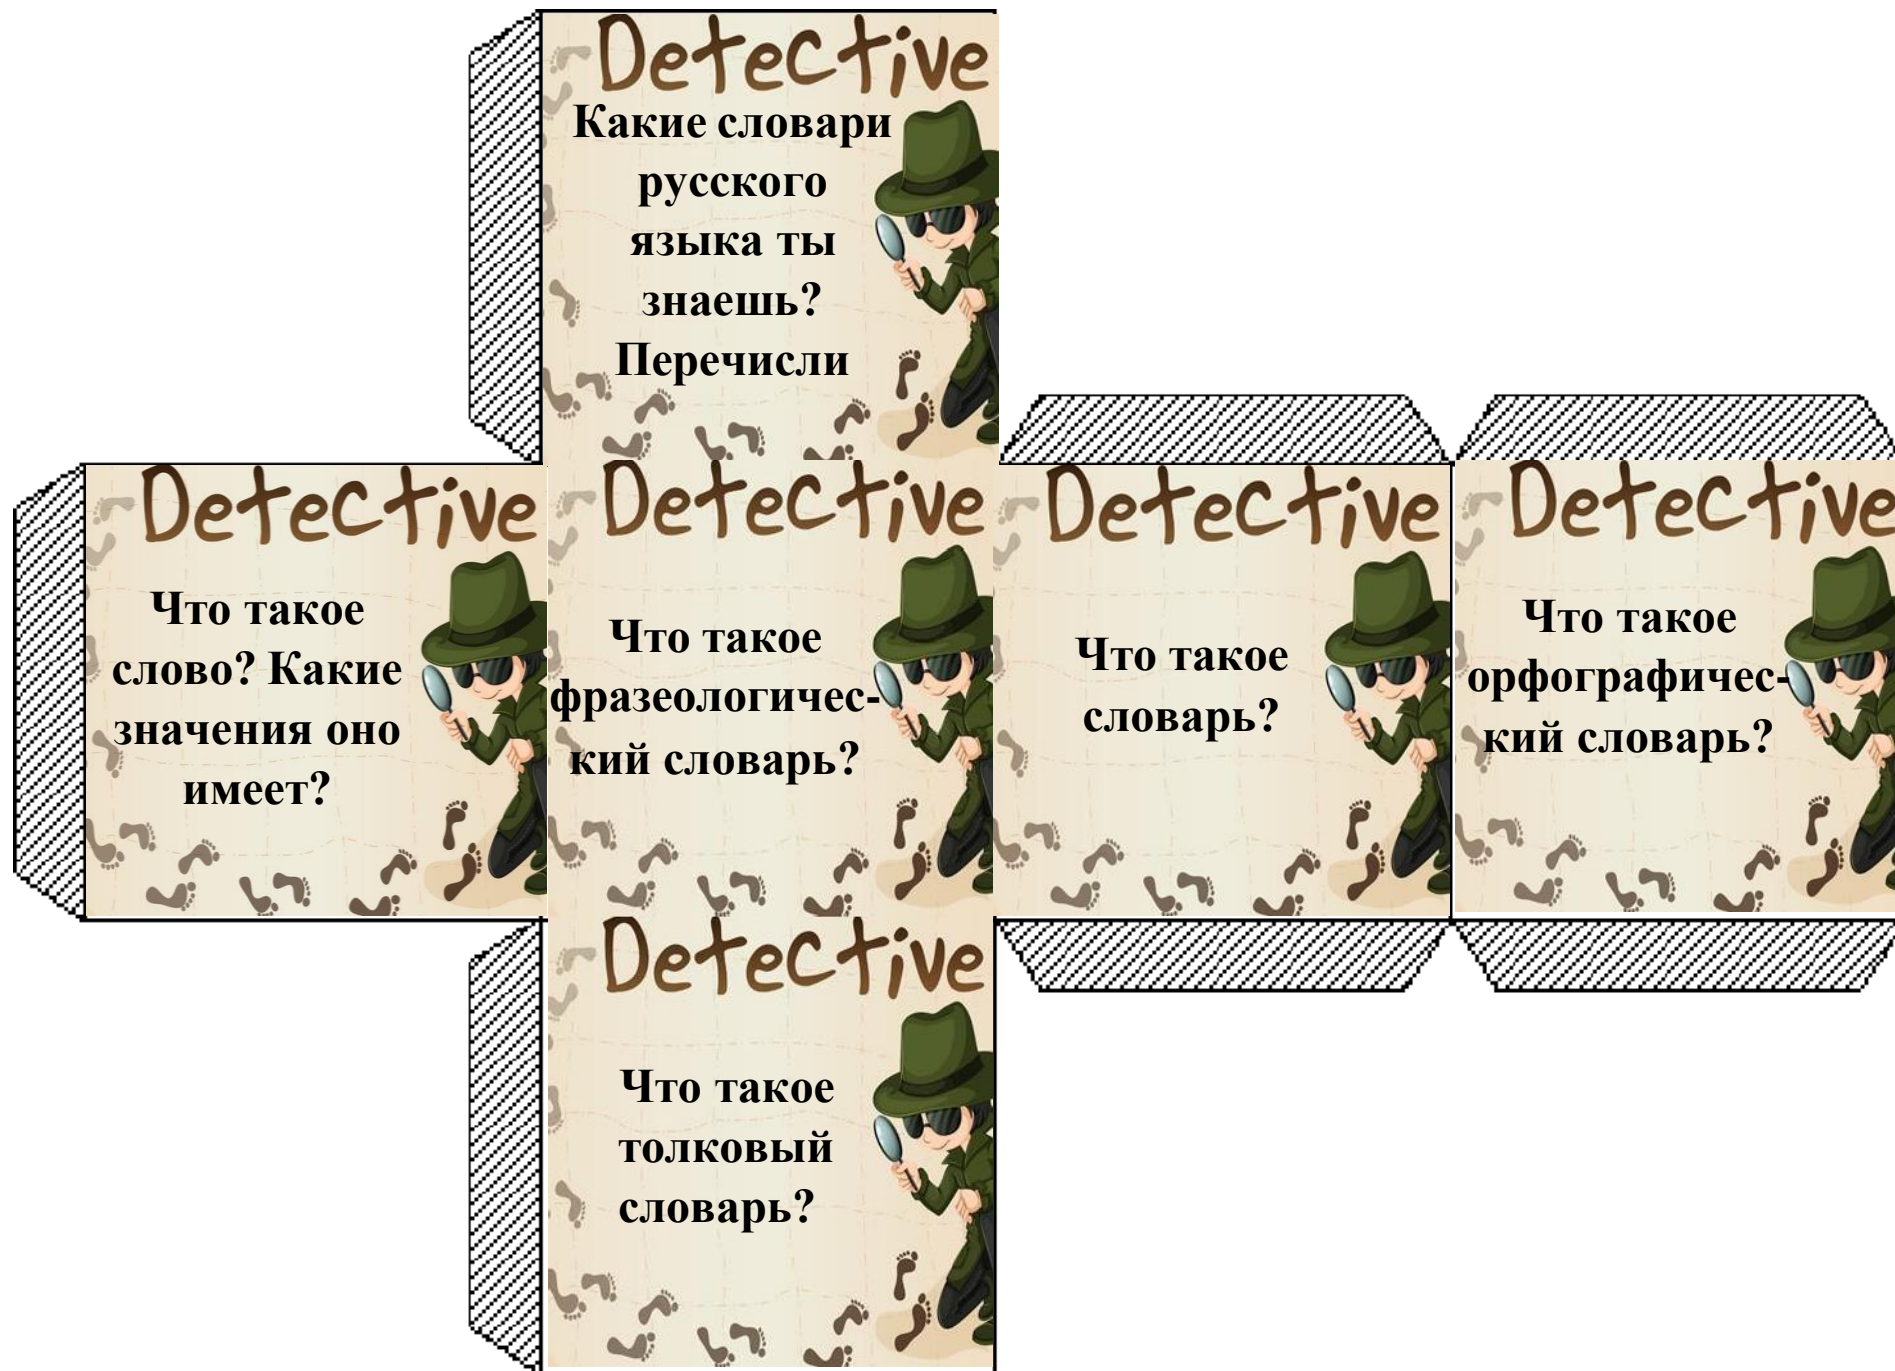 Detective
Какие словари
русского
языка ты
знаешь?
Перечисли
Detective
Что такое
слово? Какие
значения оно
имеет?
Detective
Что такое
фразеологичес-
кий словарь?
Detective
Что такое
словарь?
Detective
Что такое
орфографичес-
кий словарь?
Detective
Что такое
толковый
словарь?